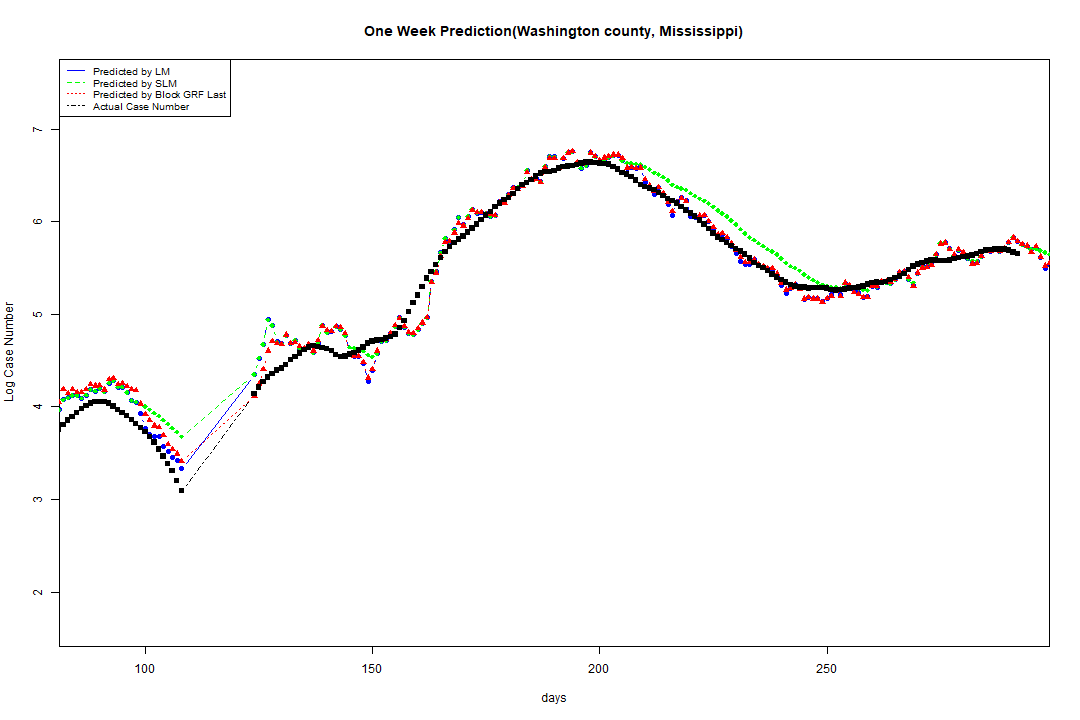 One Week Prediction(Washington county, Mississippi)
Predicted by LM
Predicted by SLM
Predicted by Block GRF Last
Actual Case Number
7
6
5
4
3
2
Log Case Number
100 150 200 250
days